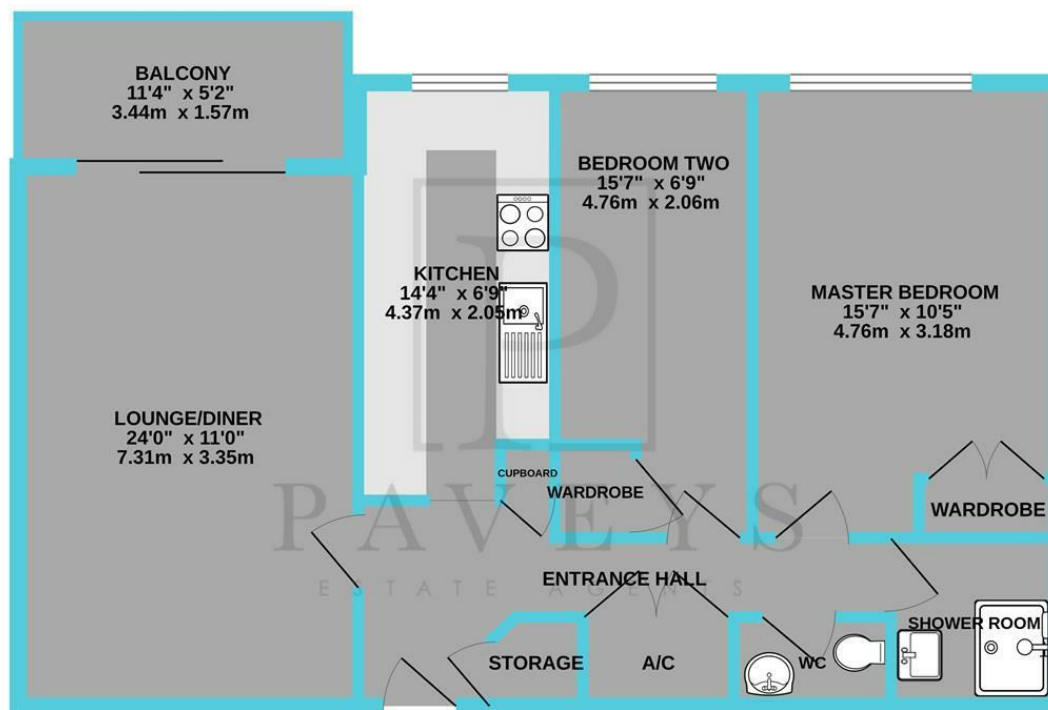 BALCONY
11'4" x 5'2"
3.44m x 1.57m
BEDROOM TWO
15'7" x 6'9"
4.76m x 2.06m
KITCHEN
14'4" x 6'9"
4.37m x 2.05m
MASTER BEDROOM
15'7" x 10'5"
4.76m x 3.18m
LOUNGE/DINER
24'0" x 11'0"
7.31m x 3.35m
CUPBOARD
WARDROBE
WARDROBE
P
PAVEYS
ESTATE AGENTS
ENTRANCE HALL
SHOWER ROOM
STORAGE
A/C
WC